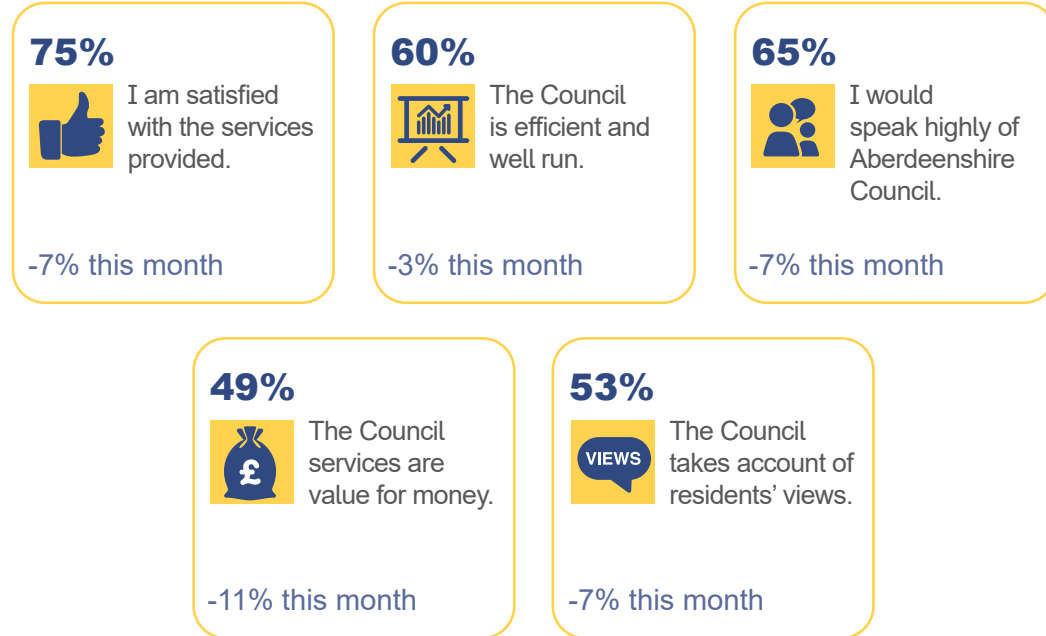 75%
I am satisfied
with the services
provided.
-7% this month
60%
The Council
is efficient and
well run.
-3% this month
65%
I would
speak highly of
Aberdeenshire
Council.
-7% this month
49%
£
The Council
services are
value for money.
-11% this month
53%
VIEWS
The Council
takes account of
residents’ views.
-7% this month